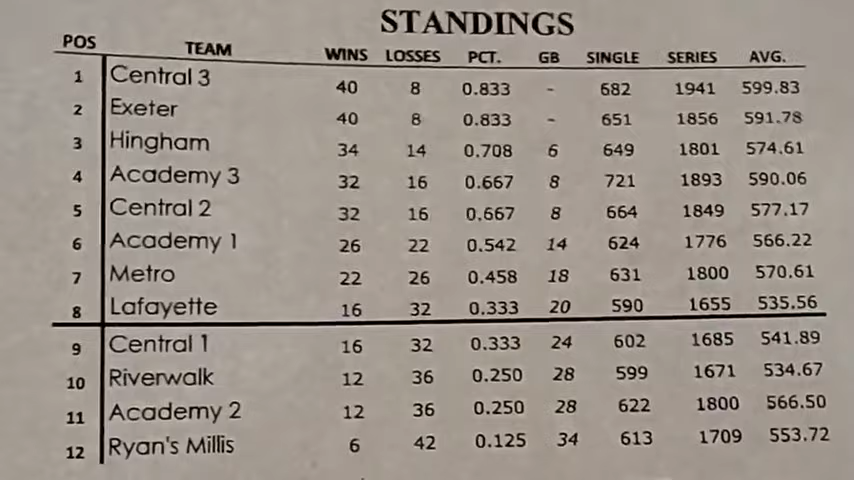 STANDINGS
POS TEAM WINS LOSSES PCT. GB SINGLE SERIES AVG.
1 Central 3 40 8 0.833 - 682 1941 599.83
2 Exeter 40 8 0.833 - 651 1856 591.78
3 Hingham 34 14 0.708 6 649 1801 574.61
4 Academy 3 32 16 0.667 8 721 1893 590.06
5 Central 2 32 16 0.667 8 664 1849 577.17
6 Academy 1 26 22 0.542 14 624 1776 566.22
7 Metro 22 26 0.458 18 631 1800 570.61
8 Lafayette 16 32 0.333 20 590 1655 535.56
9 Central 1 16 32 0.333 24 602 1685 541.89
10 Riverwalk 12 36 0.250 28 599 1671 534.67
11 Academy 2 12 36 0.250 28 622 1800 566.50
12 Ryan's Millis 6 42 0.125 34 613 1709 553.72